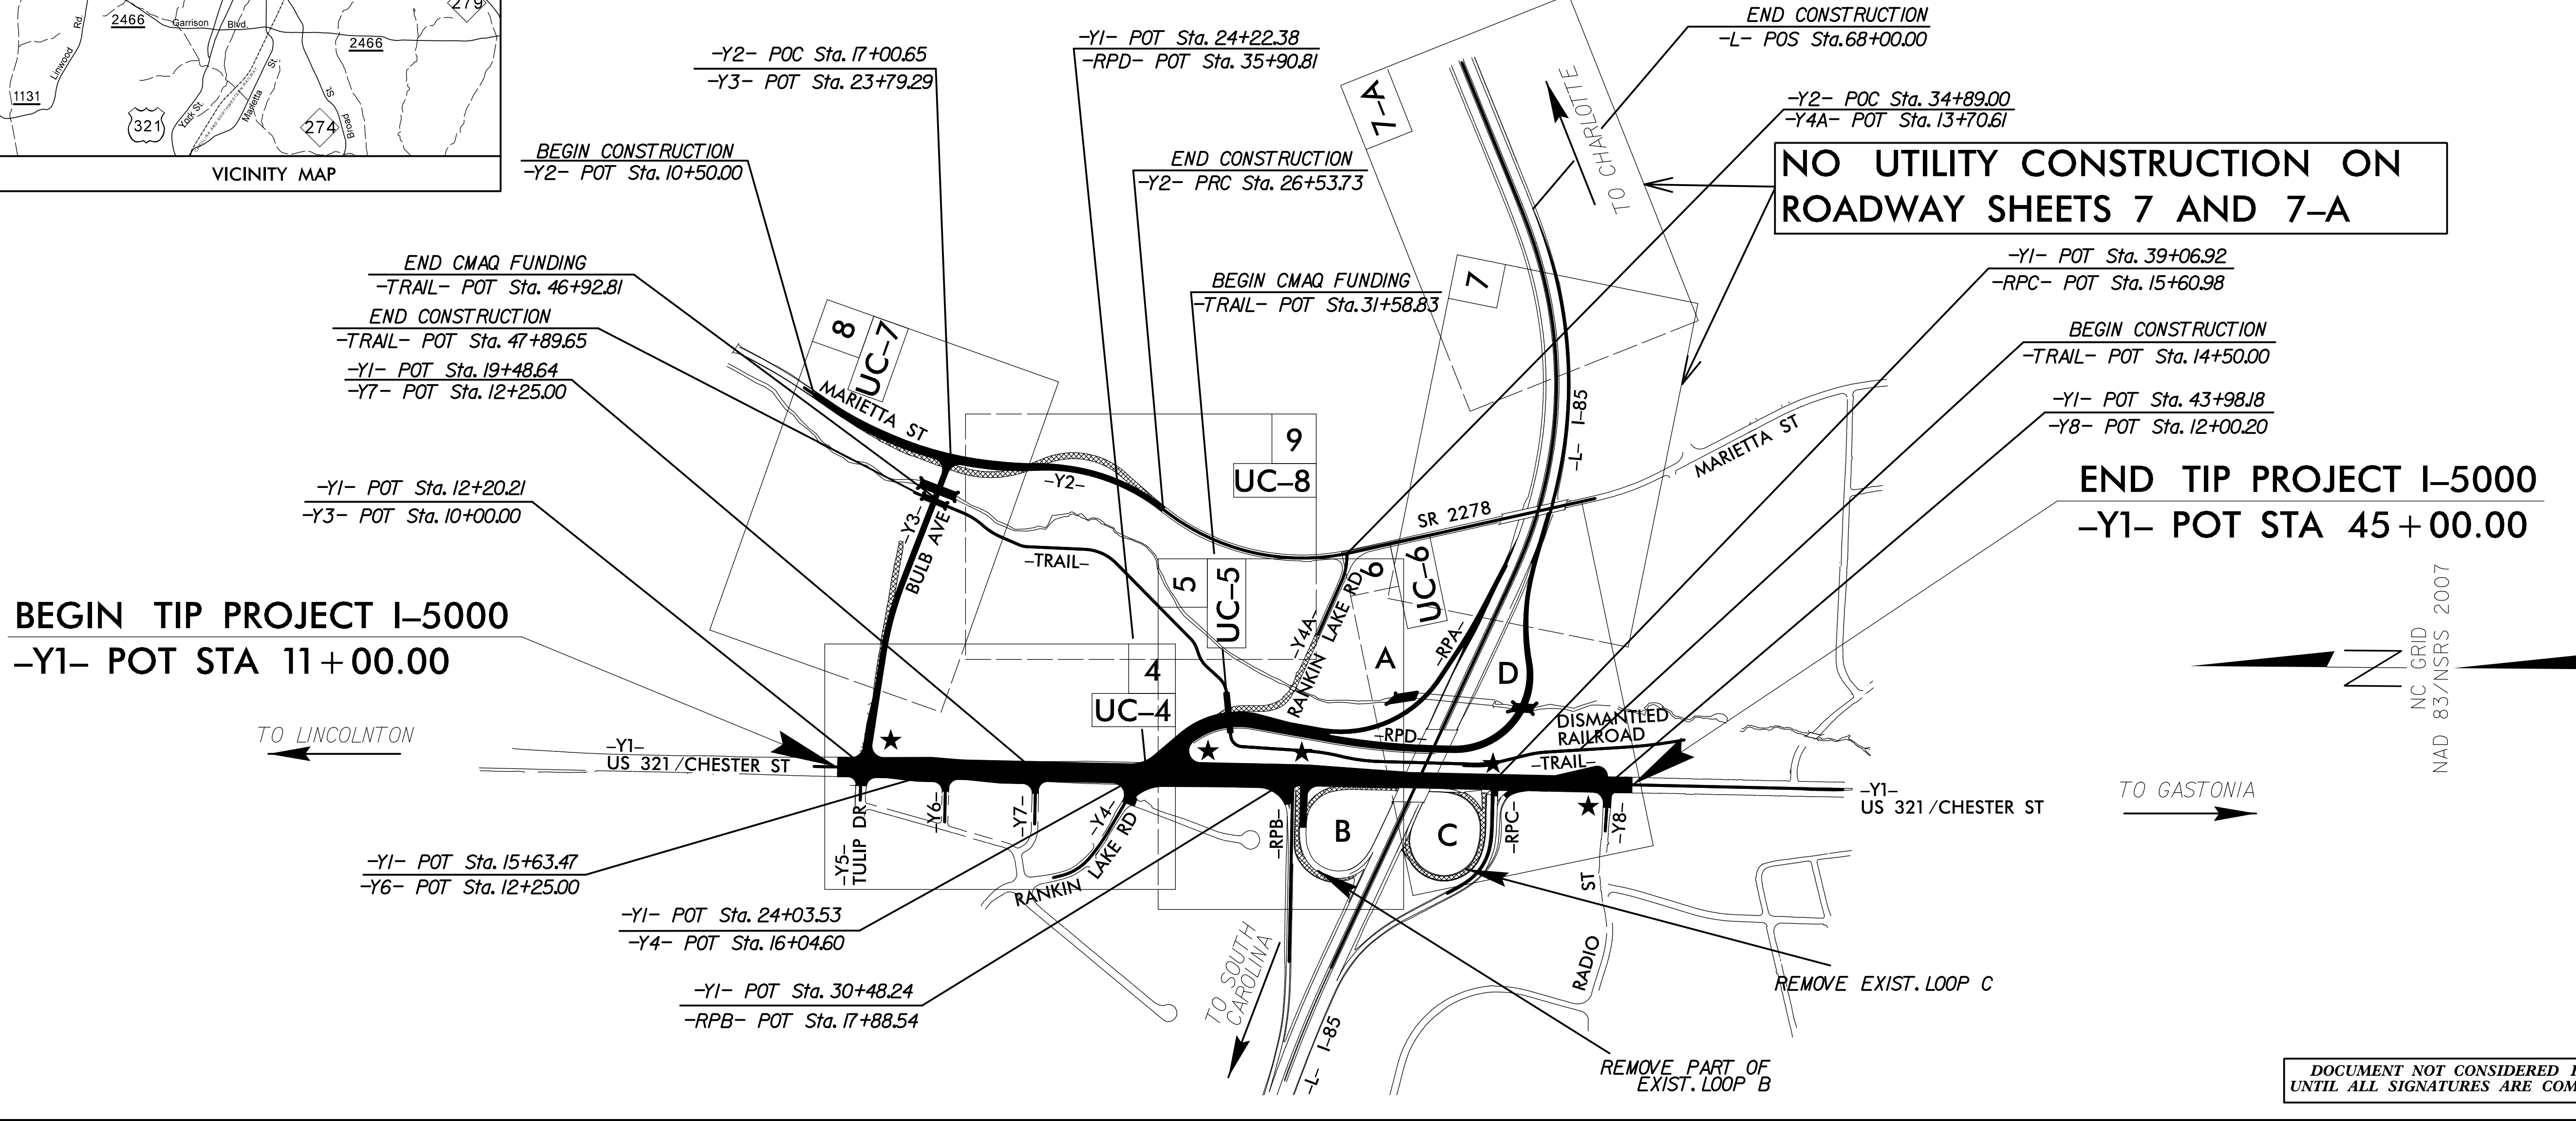 279
2466
Garrison Blvd.
2466
Linwood Rd.
1131
321
York St.
Marietta St.
274
Broad St.
VICINITY MAP
-Y2- POC Sta. 17+00.65
-Y3- POT Sta. 23+79.29
-Y1- POT Sta. 24+22.38
-RPD- POT Sta. 35+90.81
END CONSTRUCTION
-L- POS Sta. 68+00.00
BEGIN CONSTRUCTION
-Y2- POT Sta. 10+50.00
END CONSTRUCTION
-Y2- PRC Sta. 26+53.73
7-A
TO CHARLOTTE
-Y2- POC Sta. 34+89.00
-Y4A- POT Sta. 13+70.61
NO UTILITY CONSTRUCTION ON
ROADWAY SHEETS 7 AND 7-A
END CMAQ FUNDING
-TRAIL- POT Sta. 46+92.81
BEGIN CMAQ FUNDING
-TRAIL- POT Sta. 31+58.83
7
-Y1- POT Sta. 39+06.92
-RPC- POT Sta. 15+60.98
END CONSTRUCTION
-TRAIL- POT Sta. 47+89.65
BEGIN CONSTRUCTION
-TRAIL- POT Sta. 14+50.00
-Y1- POT Sta. 19+48.64
-Y7- POT Sta. 12+25.00
-Y1- POT Sta. 43+98.18
-Y8- POT Sta. 12+00.20
8
UC-7
MARIETTA ST
9
UC-8
-L- I-85
MARIETTA ST
-Y1- POT Sta. 12+20.21
-Y3- POT Sta. 10+00.00
-Y2-
SR 2278
END TIP PROJECT I-5000
-Y1- POT STA 45+00.00
-Y3-
BULB AVE
-TRAIL-
5
UC-5
6
UC-6
-Y4A-
RANKIN LAKE RD
-RPA-
A
D
BEGIN TIP PROJECT I-5000
-Y1- POT STA 11+00.00
4
UC-4
NC GRID
NAD 83/NSRS 2007
TO LINCOLNTON
-Y1-
US 321/CHESTER ST
-RPD-
DISMANTLED
RAILROAD
-TRAIL-
TO GASTONIA
-Y1-
US 321/CHESTER ST
-Y5-
TULIP DR
-Y6-
-Y7-
-Y4-
RANKIN LAKE RD
-RPB-
B
C
-RPC-
-Y8-
-Y1- POT Sta. 15+63.47
-Y6- POT Sta. 12+25.00
-Y1- POT Sta. 24+03.53
-Y4- POT Sta. 16+04.60
-Y1- POT Sta. 30+48.24
-RPB- POT Sta. 17+88.54
TO SOUTH
CAROLINA
-L- I-85
RADIO ST
REMOVE EXIST. LOOP C
REMOVE PART OF
EXIST. LOOP B
DOCUMENT NOT CONSIDERED
UNTIL ALL SIGNATURES ARE COM